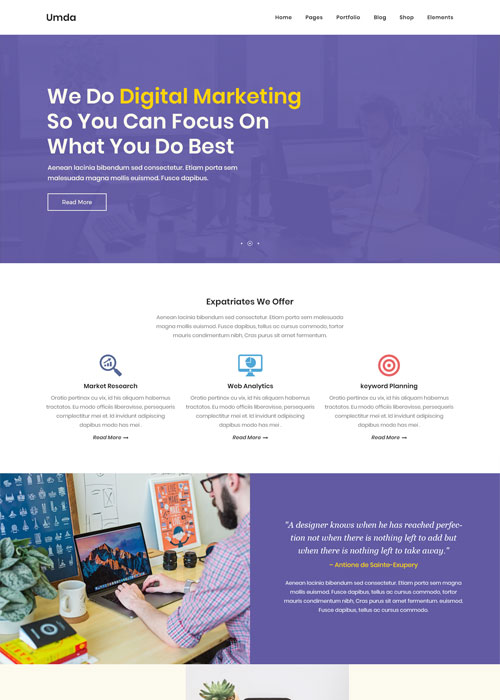 Umda
Home Pages Portfolio Blog Shop Elements
We Do Digital Marketing
So You Can Focus On
What You Do Best
Aenean lacinia bibendum sed consectetur. Etiam porta sem
malesuada magna mollis euismod. Fusce dapibus.
Read More
Expatriates We Offer
Aenean lacinia bibendum sed consectetur. Etiam porta sem malesuada
magna mollis euismod. Fusce dapibus, tellus ac cursus commodo, tortor
mauris condimentum nibh, Cras purus sit amet fermentum.
Market Research
Oratio pertinax cu vix, id his aliquam habemus
tractatos. Eu modo officiis liberavisse, persequeris
complectitur mei et. Id invidunt adipiscing
dapibus modo has mei .
Read More →
Web Analytics
Oratio pertinax cu vix, id his aliquam habemus
tractatos. Eu modo officiis liberavisse, persequeris
complectitur mei et. Id invidunt adipiscing
dapibus modo has mei .
Read More →
keyword Planning
Oratio pertinax cu vix, id his aliquam habemus
tractatos. Eu modo officiis liberavisse, persequeris
complectitur mei et. Id invidunt adipiscing
dapibus modo has mei .
Read More →
"A designer knows when he has reached perfec-
tion not when there is nothing left to add but
when there is nothing left to take away."
– Antione de Sainte-Exupery
Aenean lacinia bibendum sed consectetur. Etiam porta sem magna
mollis euismod. Fusce dapibus, tellus ac cursus commodo, tortor mauris
condimentum nibh, Cras purus sit amet fermentum. Etiam porta sem.
Fusce dapibus, tellus ac cursus commodo.